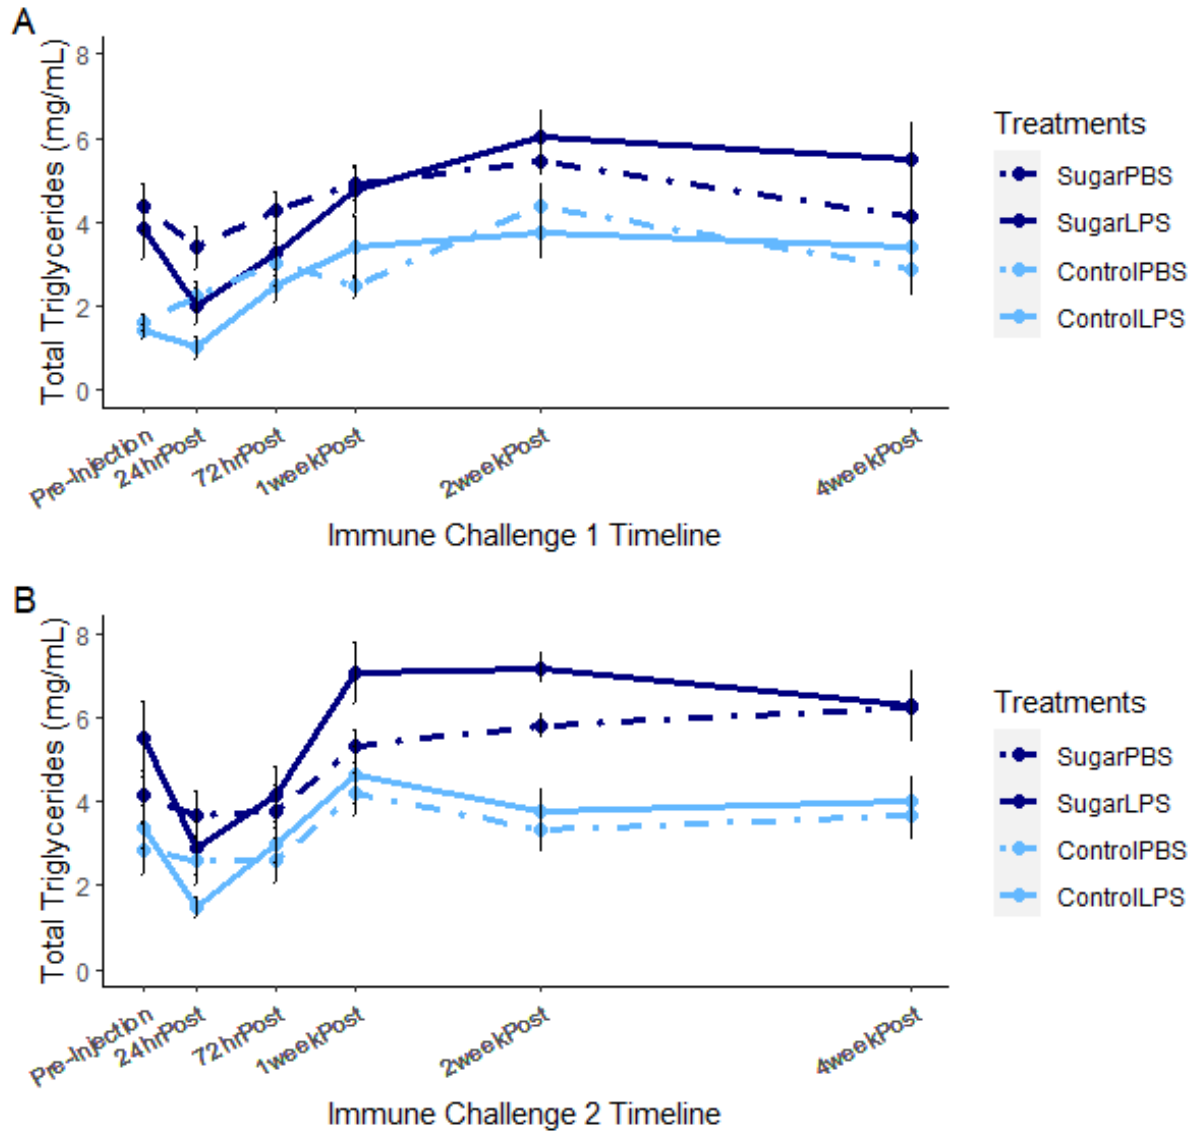 A
Total Triglycerides (mg/mL)
8
6
4
2
0
Pre-Injection
24hrPost
72hrPost
1weekPost
2weekPost
4weekPost
Immune Challenge 1 Timeline
Treatments
SugarPBS
SugarLPS
ControlPBS
ControlLPS
B
Total Triglycerides (mg/mL)
8
6
4
2
0
Pre-Injection
24hrPost
72hrPost
1weekPost
2weekPost
4weekPost
Immune Challenge 2 Timeline
Treatments
SugarPBS
SugarLPS
ControlPBS
ControlLPS